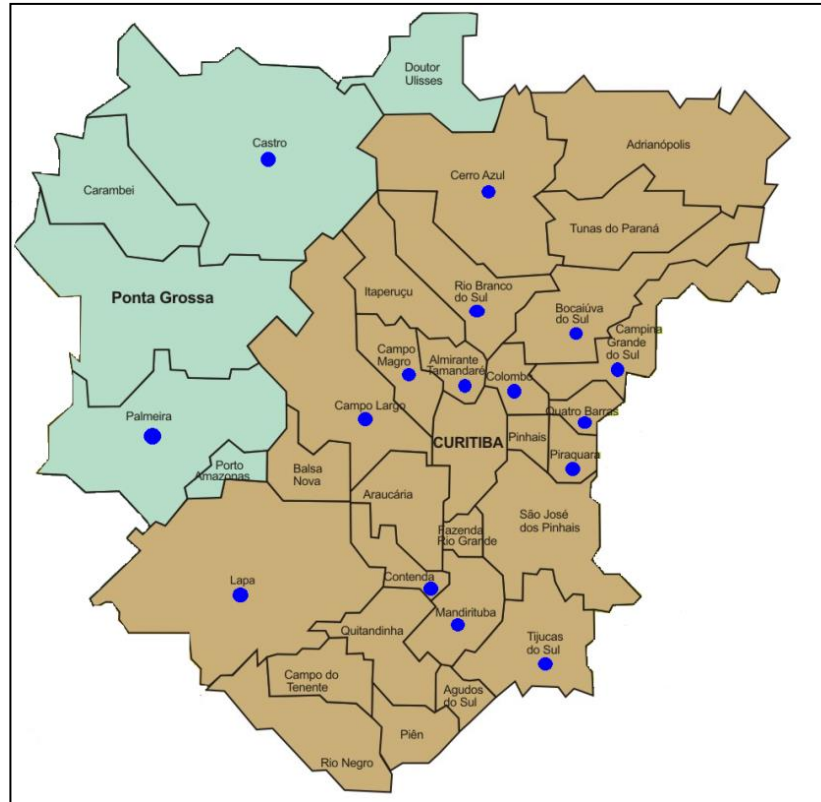 Doutor
Ulisses
Castro
Adrianópolis
Cerro Azul
Carambei
Tunas do Paraná
Ponta Grossa
Itaperuçu
Rio Branco
do Sul
Bocaiúva
do Sul
Campina
Grande
do Sul
Campo
Magro
Almirante
Tamandaré
Colombo
Campo Largo
Quatro Barras
Palmeira
CURITIBA
Pinhais
Piraquara
Porto
Amazonas
Balsa
Nova
Araucária
São José
dos Pinhais
Fazenda
Rio Grande
Lapa
Contenda
Mandirituba
Quitandinha
Tijucas
do Sul
Campo do
Tenente
Agudos
do Sul
Piên
Rio Negro